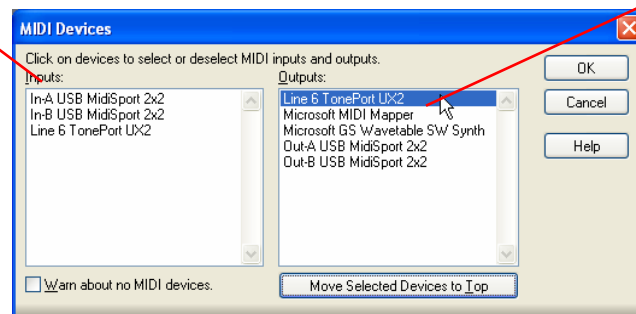 MIDI Devices
Click on devices to select or deselect MIDI inputs and outputs.
Inputs:
Outputs:
In-A USB MidiSport 2x2
In-B USB MidiSport 2x2
Line 6 TonePort UX2
Line 6 TonePort UX2
Microsoft MIDI Mapper
Microsoft GS Wavetable SW Synth
Out-A USB MidiSport 2x2
Out-B USB MidiSport 2x2
OK
Cancel
Help
Warn about no MIDI devices.
Move Selected Devices to Top